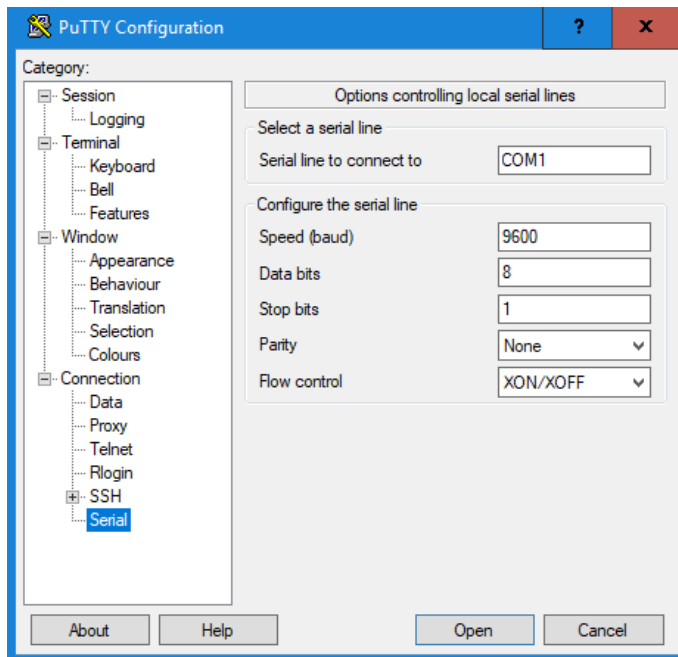 PuTTY Configuration
?
x
Category:
Session
Logging
Terminal
Keyboard
Bell
Features
Window
Appearance
Behaviour
Translation
Selection
Colours
Connection
Data
Proxy
Telnet
Rlogin
SSH
Serial
Options controlling local serial lines
Select a serial line
Serial line to connect to COM1
Configure the serial line
Speed (baud) 9600
Data bits 8
Stop bits 1
Parity None
Flow control XON/XOFF
About Help Open Cancel